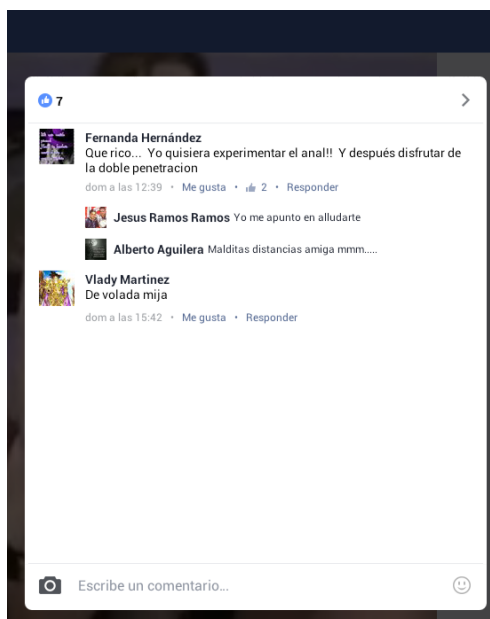 7
Fernanda Hernández
Que rico... Yo quisiera experimentar el anal!! Y después disfrutar de
la doble penetracion
dom a las 12:39 • Me gusta • 2 • Responder
Jesus Ramos Ramos Yo me apunto en alludarte
Alberto Aguilera Malditas distancias amiga mmm.....
Vlady Martinez
De volada mija
dom a las 15:42 • Me gusta • Responder
Escribe un comentario...